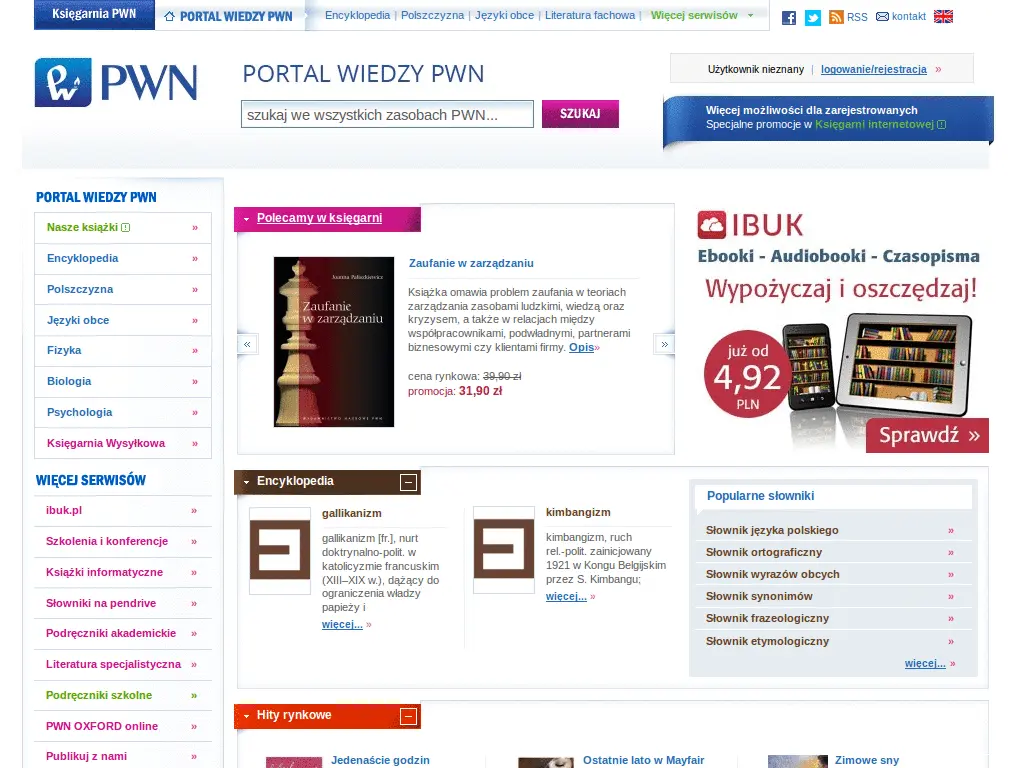 Księgarnia PWN
PORTAL WIEDZY PWN
Encyklopedia | Polszczyzna | Języki obce | Literatura fachowa | Więcej serwisów
RSS
kontakt
PWN
PORTAL WIEDZY PWN
szukaj we wszystkich zasobach PWN...
SZUKAJ
Użytkownik nieznany | logowanie/rejestracja »
Więcej możliwości dla zarejestrowanych
Specjalne promocje w Księgarni internetowej
PORTAL WIEDZY PWN
Nasze książki »
Encyklopedia »
Polszczyzna »
Języki obce »
Fizyka »
Biologia »
Psychologia »
Księgarnia Wysyłkowa »
WIĘCEJ SERWISÓW
ibuk.pl »
Szkolenia i konferencje »
Książki informatyczne »
Słowniki na pendrive »
Podręczniki akademickie »
Literatura specjalistyczna »
Podręczniki szkolne »
PWN OXFORD online »
Publikuj z nami »
Polecamy w księgarni
«
Joanna Paliszkiewicz
Zaufanie
w zarządzaniu
WYDAWNICTWO NAUKOWE PWN
Zaufanie w zarządzaniu
Książka omawia problem zaufania w teoriach
zarządzania zasobami ludzkimi, wiedzą oraz
kryzysem, a także w relacjach między
współpracownikami, podwładnymi, partnerami
biznesowymi czy klientami firmy. Opis»
cena rynkowa: 39,90 zł
promocja: 31,90 zł
»
IBUK
Ebooki - Audiobooki - Czasopisma
Wypożyczaj i oszczędzaj!
już od
4,92
PLN
Sprawdź »
Encyklopedia
gallikanizm
gallikanizm [fr.], nurt
doktrynalno-polit. w
katolicyzmie francuskim
(XIII–XIX w.), dążący do
ograniczenia władzy
papieży i
więcej... »
kimbangizm
kimbangizm, ruch
rel.-polit. zainicjowany
1921 w Kongu Belgijskim
przez S. Kimbangu;
więcej... »
Popularne słowniki
Słownik języka polskiego »
Słownik ortograficzny »
Słownik wyrazów obcych »
Słownik synonimów »
Słownik frazeologiczny »
Słownik etymologiczny »
więcej... »
Hity rynkowe
Jedenaście godzin
Ostatnie lato w Mayfair
Zimowe sny